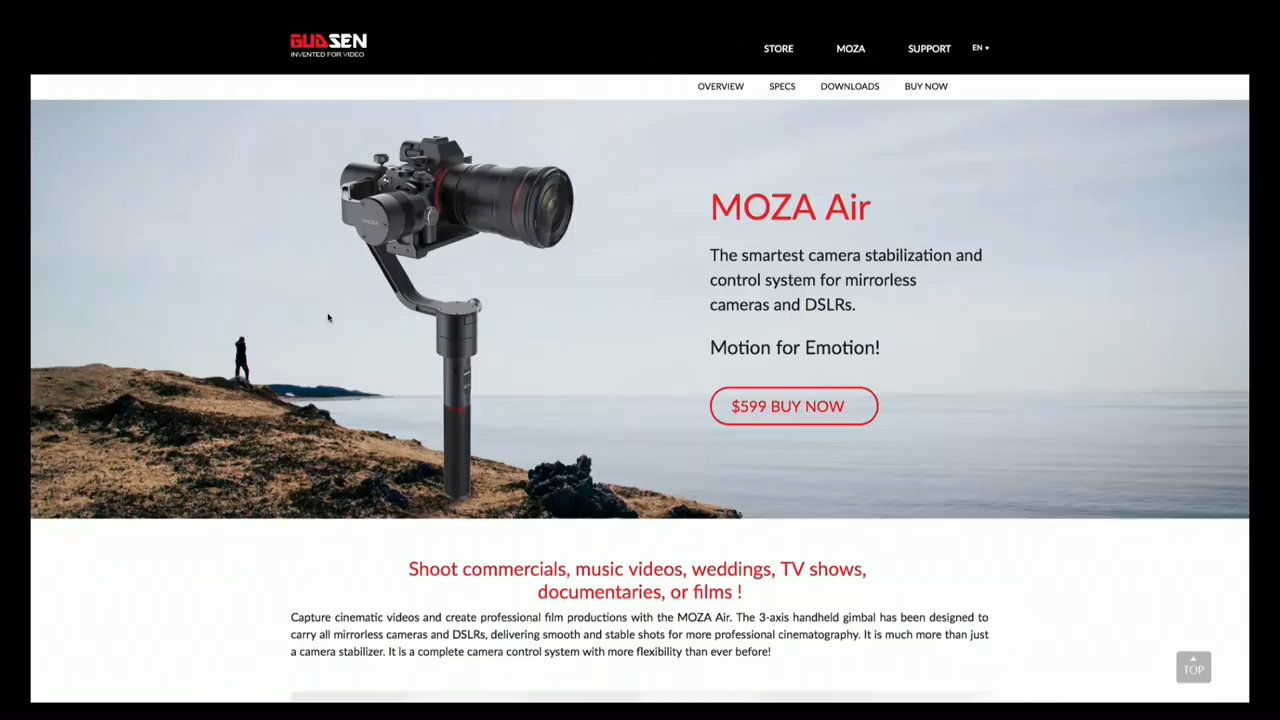 GUDSEN
INVENTED FOR VIDEO
STORE
MOZA
SUPPORT
EN ▾
OVERVIEW
SPECS
DOWNLOADS
BUY NOW
MOZA Air
The smartest camera stabilization and
control system for mirrorless
cameras and DSLRs.
Motion for Emotion!
$599 BUY NOW
Shoot commercials, music videos, weddings, TV shows,
documentaries, or films !
Capture cinematic videos and create professional film productions with the MOZA Air. The 3-axis handheld gimbal has been designed to
carry all mirrorless cameras and DSLRs, delivering smooth and stable shots for more professional cinematography. It is much more than just
a camera stabilizer. It is a complete camera control system with more flexibility than ever before!
TOP